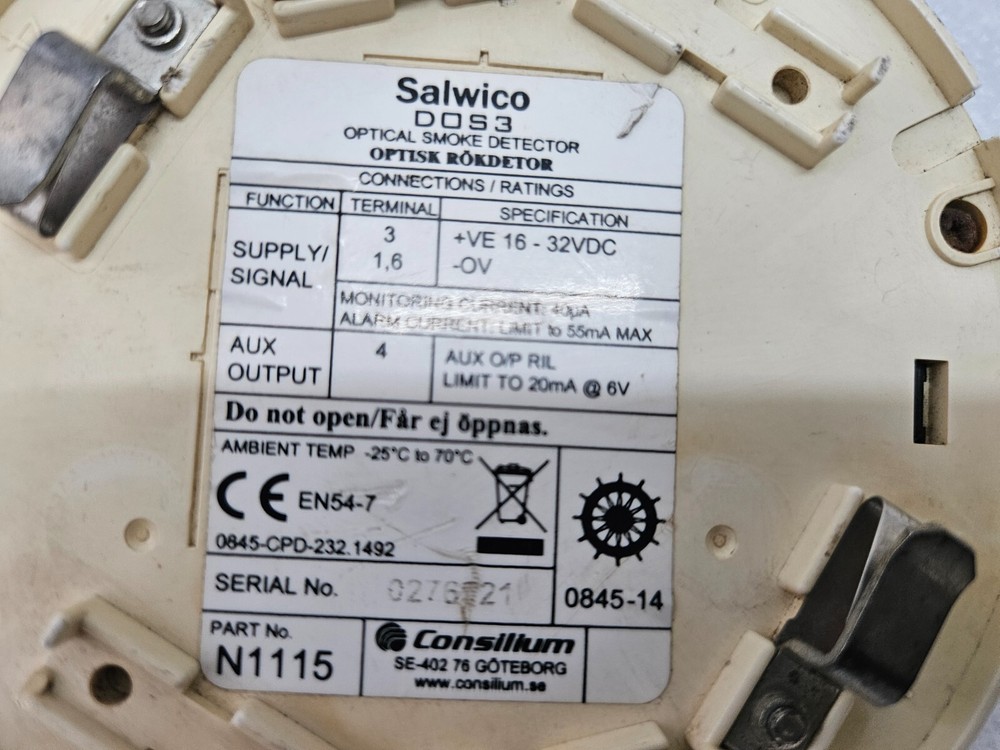 Salwico
DOS3
OPTICAL SMOKE DETECTOR
OPTISK RÖKDETOR
CONNECTIONS / RATINGS
FUNCTION TERMINAL SPECIFICATION
SUPPLY/ SIGNAL
3 +VE 16 - 32VDC
1,6 -OV
MONITORING CURRENT: 40µA
ALARM CURRENT: LIMIT to 55mA MAX
AUX OUTPUT
4 AUX O/P RIL
LIMIT TO 20mA @ 6V
Do not open/Får ej öppnas.
AMBIENT TEMP -25°C to 70°C
CE EN54-7
0845-CPD-232.1492
SERIAL No.
0845-14
PART No.
N1115
Consilium
SE-402 76 GÖTEBORG
www.consilium.se